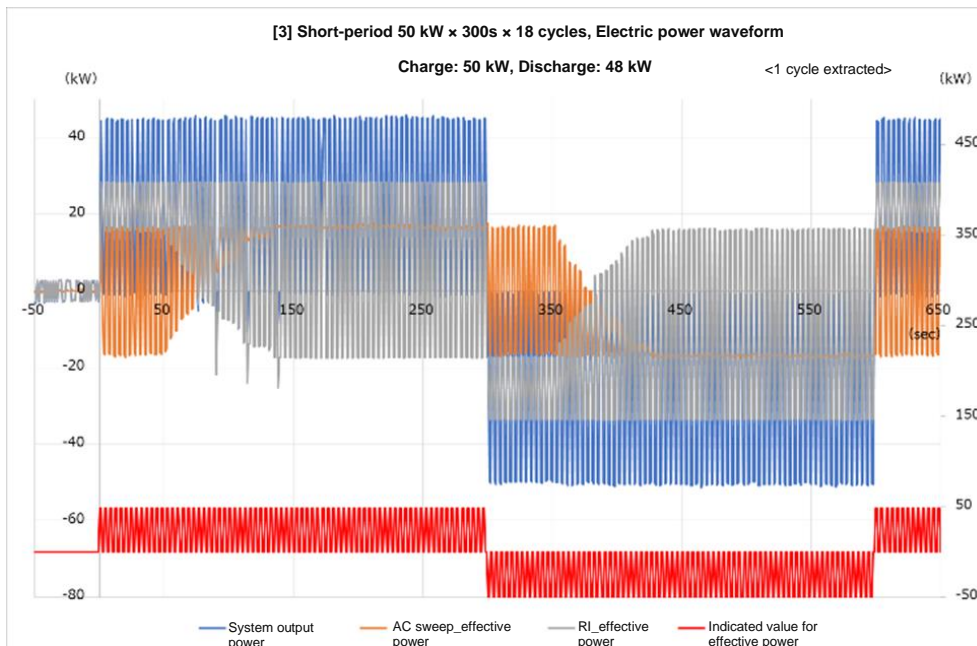 [3] Short-period 50 kW × 300s × 18 cycles, Electric power waveform
Charge: 50 kW, Discharge: 48 kW
<1 cycle extracted>
(kW)
(kW)
40
450
20
350
0
-50
50
150
250
350
450
550
650
250
(sec)
-20
150
-40
-60
50
-80
-50
System output power
AC sweep_effective power
RI_effective power
Indicated value for effective power